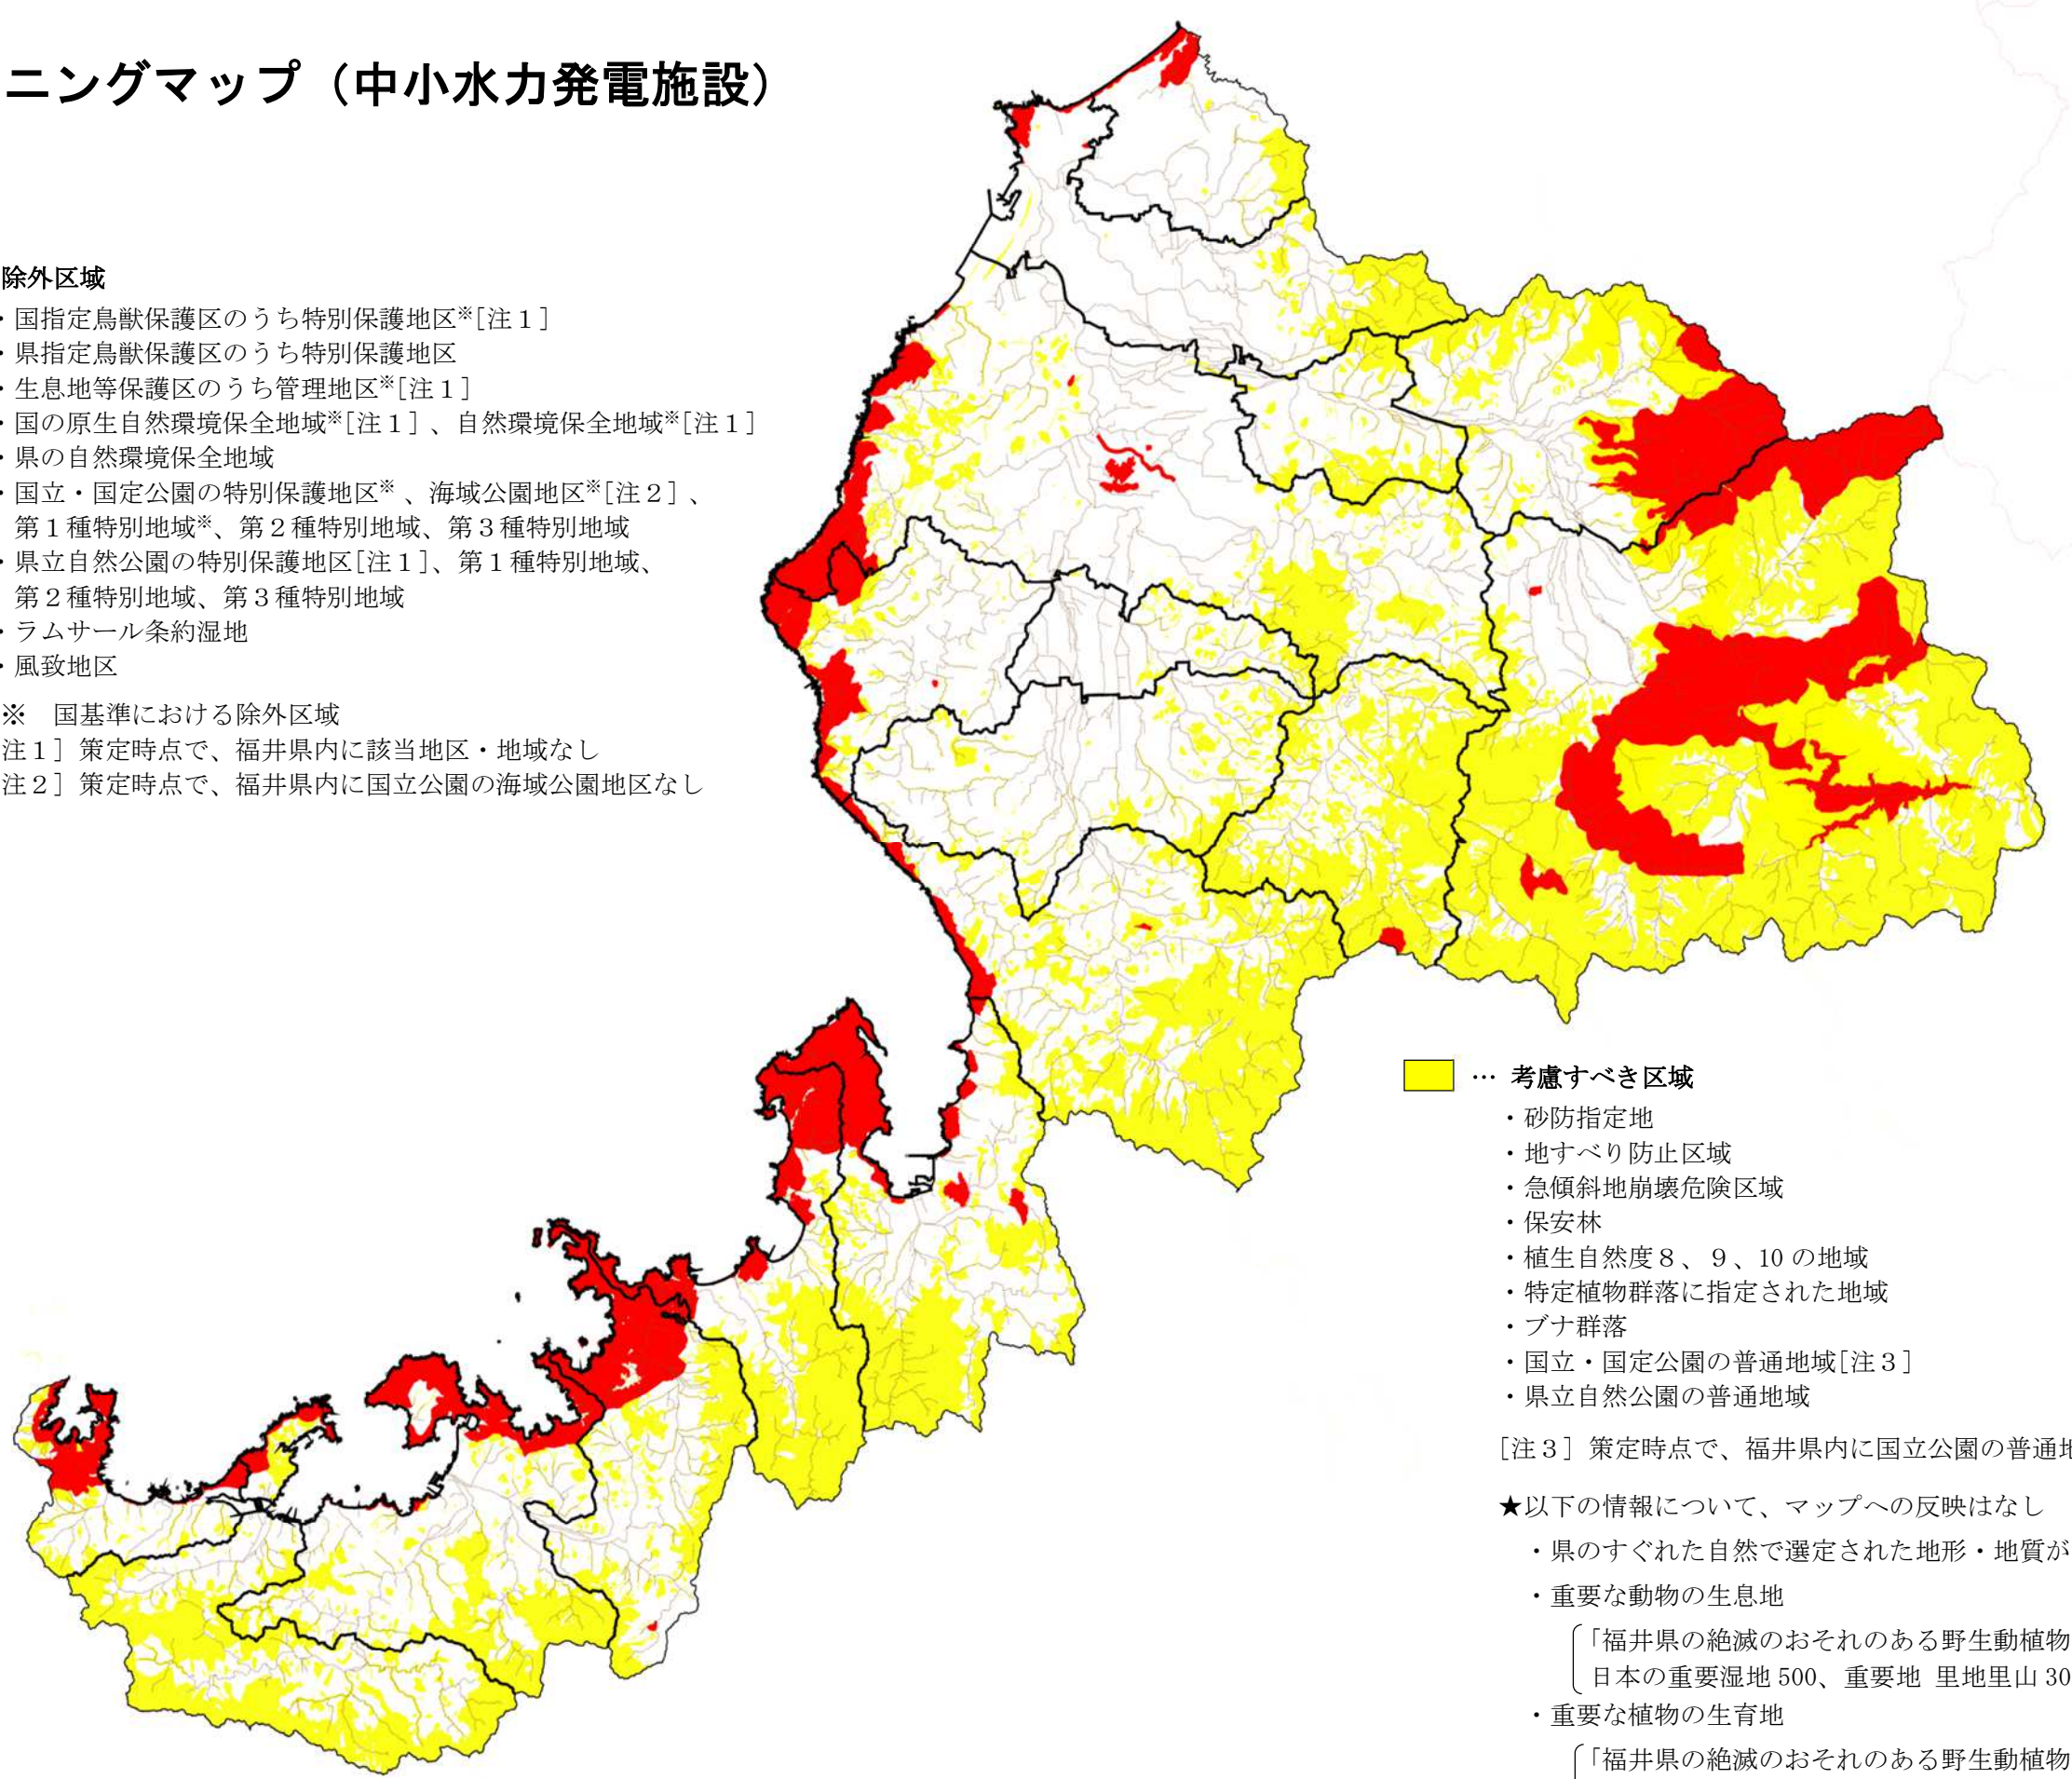 ニングマップ（中小水力発電施設）
除外区域
・国指定鳥獣保護区のうち特別保護地区※[注１]
・県指定鳥獣保護区のうち特別保護地区
・生息地等保護区のうち管理地区※[注１]
・国の原生自然環境保全地域※[注１]、自然環境保全地域※[注１]
・県の自然環境保全地域
・国立・国定公園の特別保護地区※、海域公園地区※[注２]、
第１種特別地域※、第２種特別地域、第３種特別地域
・県立自然公園の特別保護地区[注１]、第１種特別地域、
第２種特別地域、第３種特別地域
・ラムサール条約湿地
・風致地区
※　国基準における除外区域
注１］策定時点で、福井県内に該当地区・地域なし
注２］策定時点で、福井県内に国立公園の海域公園地区なし
… 考慮すべき区域
・砂防指定地
・地すべり防止区域
・急傾斜地崩壊危険区域
・保安林
・植生自然度８、９、10 の地域
・特定植物群落に指定された地域
・ブナ群落
・国立・国定公園の普通地域[注３]
・県立自然公園の普通地域
［注３］策定時点で、福井県内に国立公園の普通地
★以下の情報について、マップへの反映はなし
・県のすぐれた自然で選定された地形・地質が
・重要な動物の生息地
「福井県の絶滅のおそれのある野生動植物
日本の重要湿地 500、重要地 里地里山 30
・重要な植物の生育地
「福井県の絶滅のおそれのある野生動植物